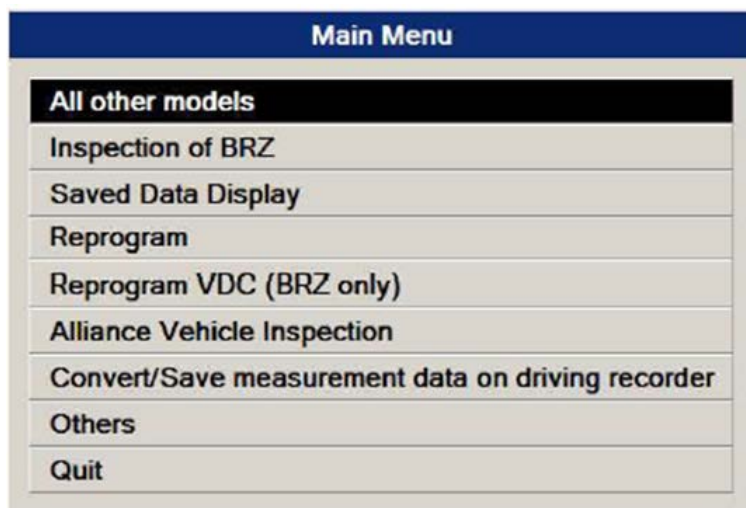 Main Menu
All other models
Inspection of BRZ
Saved Data Display
Reprogram
Reprogram VDC (BRZ only)
Alliance Vehicle Inspection
Convert/Save measurement data on driving recorder
Others
Quit